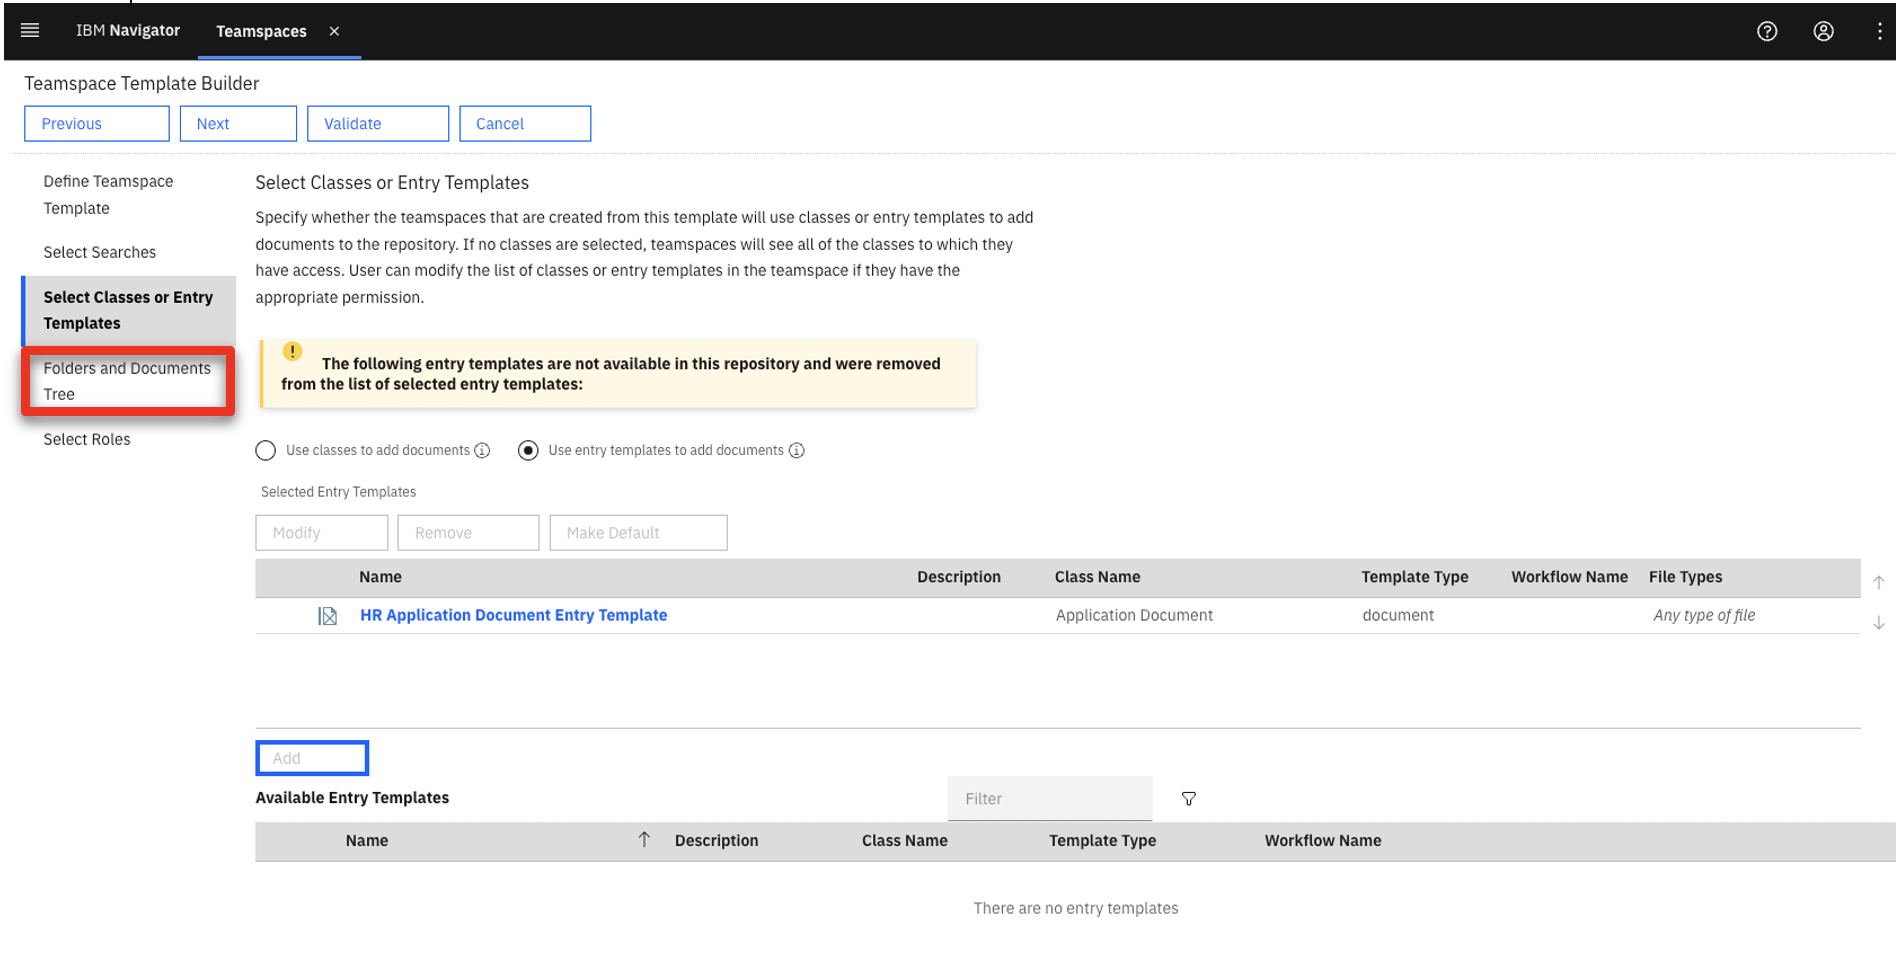 IBM Navigator Teamspaces
Teamspace Template Builder
Previous Next Validate Cancel
Define Teamspace
Template
Select Searches
Select Classes or Entry
Templates
Folders and Documents
Tree
Select Roles
Select Classes or Entry Templates
Specify whether the teamspaces that are created from this template will use classes or entry templates to add
documents to the repository. If no classes are selected, teamspaces will see all of the classes to which they
have access. User can modify the list of classes or entry templates in the teamspace if they have the
appropriate permission.
The following entry templates are not available in this repository and were removed
from the list of selected entry templates:
Use classes to add documents Use entry templates to add documents
Selected Entry Templates
Modify Remove Make Default
Name Description Class Name Template Type Workflow Name File Types
HR Application Document Entry Template Application Document document Any type of file
Add
Available Entry Templates Filter
Name Description Class Name Template Type Workflow Name
There are no entry templates